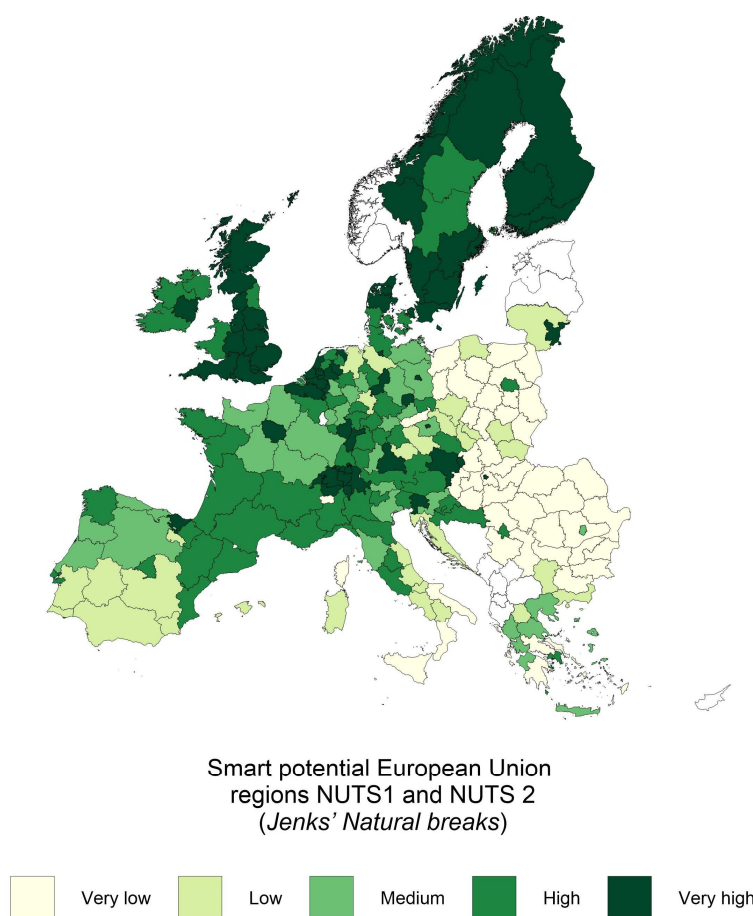 Smart potential European Union
regions NUTS1 and NUTS 2
(Jenks' Natural breaks)
Very low Low Medium High Very high